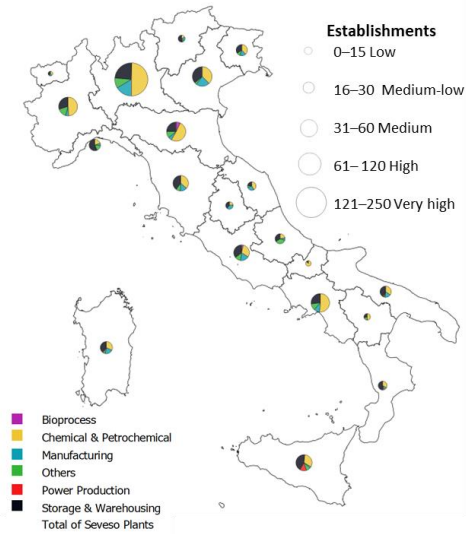 Establishments
0–15 Low
16–30 Medium-low
31–60 Medium
61–120 High
121–250 Very high
Bioprocess
Chemical & Petrochemical
Manufacturing
Others
Power Production
Storage & Warehousing
Total of Seveso Plants